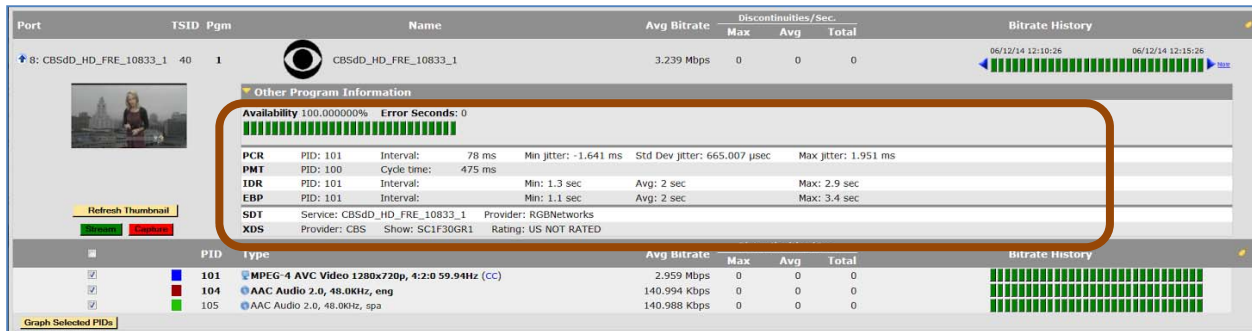 Port TSID Pgm Name Avg Bitrate Discontinuities/Sec. Bitrate History
Max Avg Total
8: CBSdD_HD_FRE_10833_1 40 1 CBSdD_HD_FRE_10833_1 3.239 Mbps 0 0 0 06/12/14 12:10:26 06/12/14 12:15:26
Other Program Information
Availability 100.000000% Error Seconds: 0
PCR PID: 101 Interval: 78 ms Min jitter: -1.641 ms Std Dev jitter: 665.007 µsec Max jitter: 1.951 ms
PMT PID: 100 Cycle time: 475 ms
IDR PID: 101 Interval: Min: 1.3 sec Avg: 2 sec Max: 2.9 sec
EBP PID: 101 Interval: Min: 1.1 sec Avg: 2 sec Max: 3.4 sec
Refresh Thumbnail
SDT Service: CBSdD_HD_FRE_10833_1 Provider: RGBNetworks
Stream Capture
XDS Provider: CBS Show: SC1F30GR1 Rating: US NOT RATED
PID Type Avg Bitrate Max Avg Total Bitrate History
101 MPEG-4 AVC Video 1280x720p, 4:2:0 59.94Hz (CC) 2.959 Mbps 0 0 0
104 AAC Audio 2.0, 48.0KHz, eng 140.994 Kbps 0 0 0
105 AAC Audio 2.0, 48.0KHz, spa 140.988 Kbps 0 0 0
Graph Selected PIDs